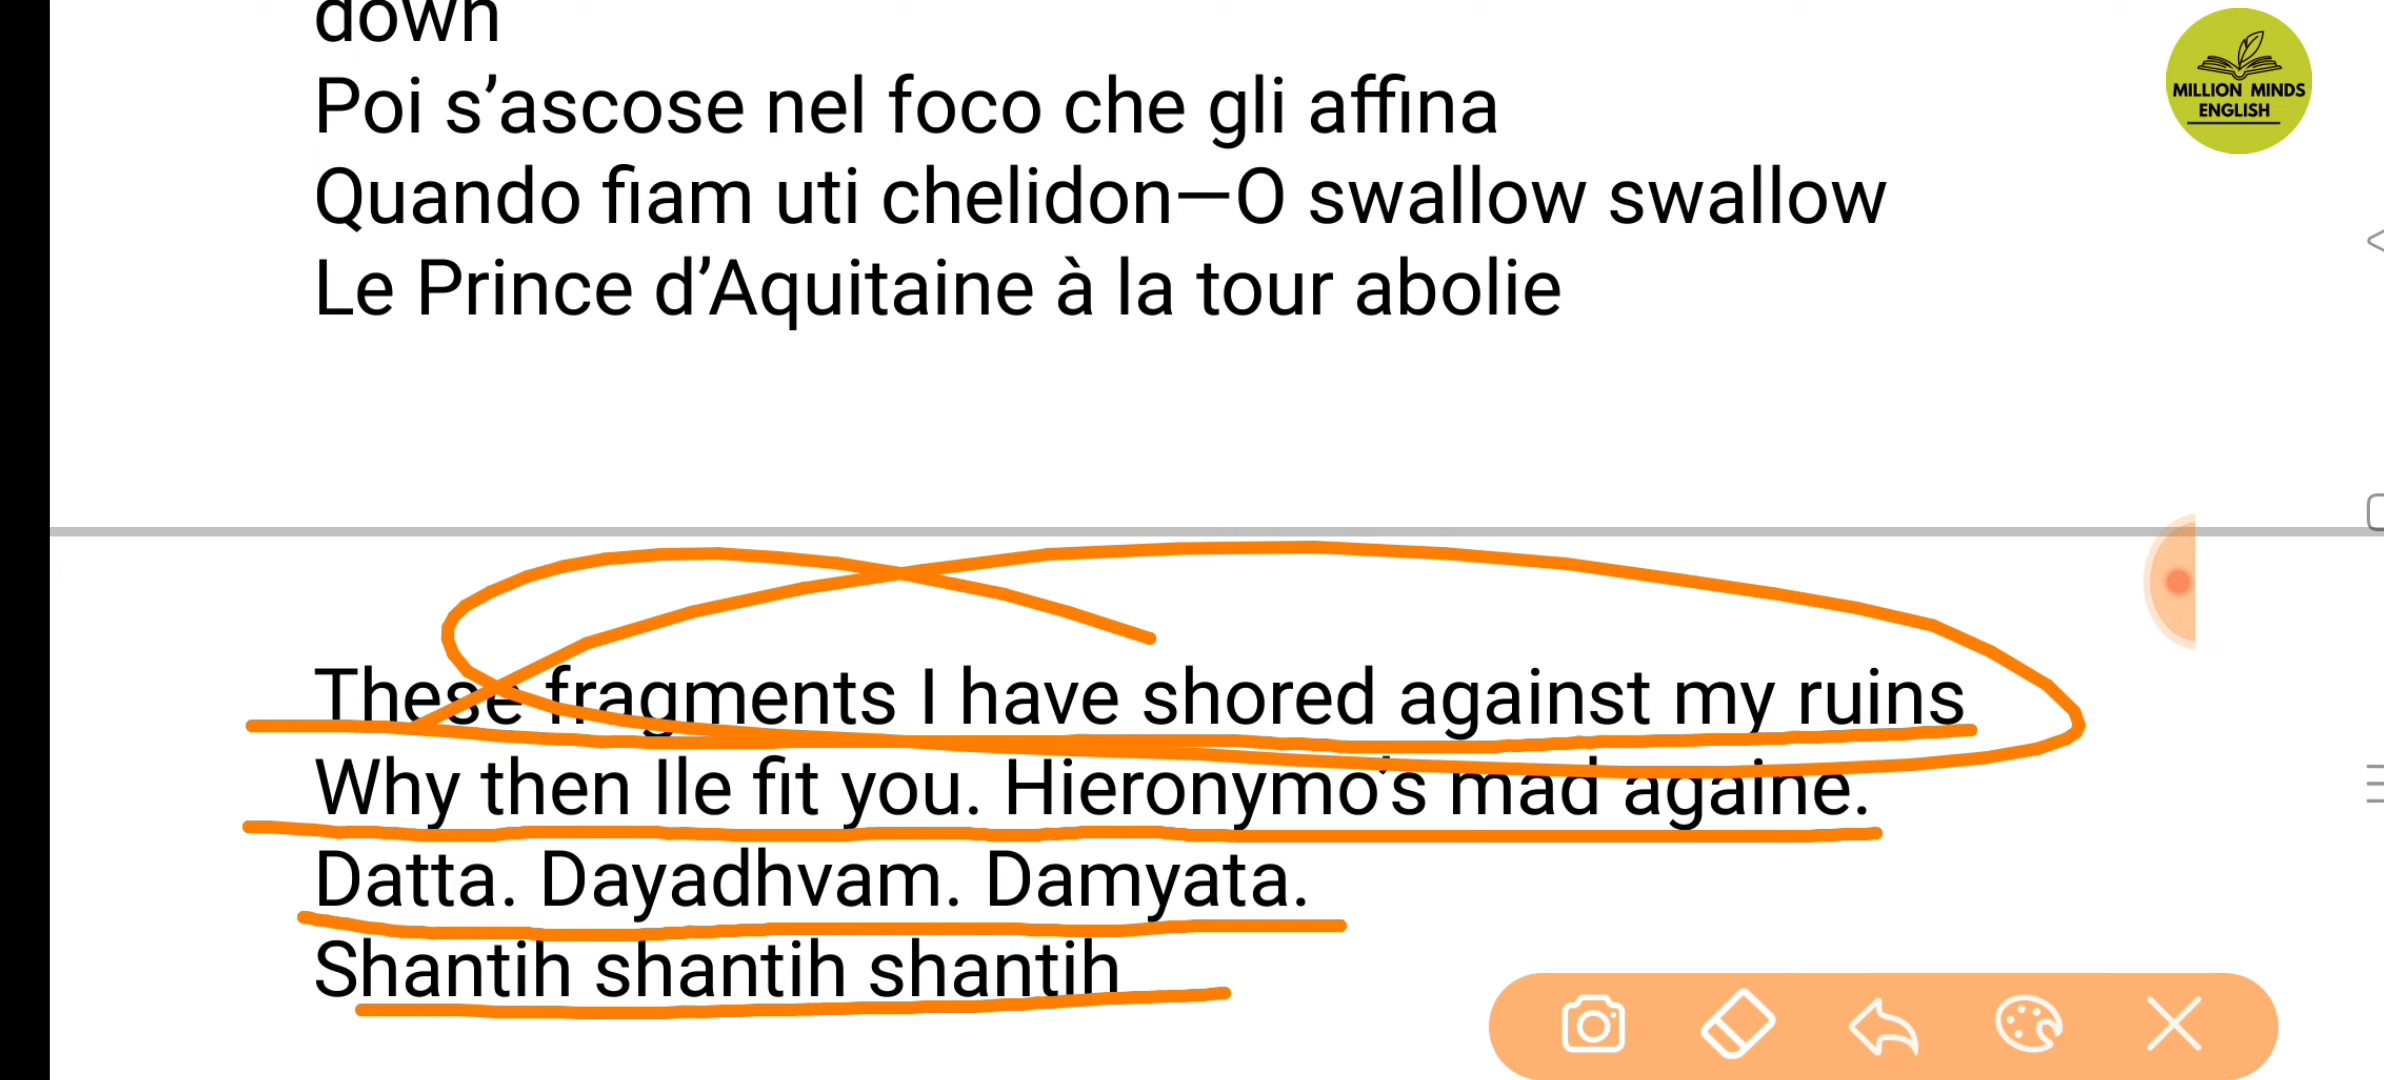 down
Poi s’ascose nel foco che gli affina
Quando fiam uti chelidon—O swallow swallow
Le Prince d’Aquitaine à la tour abolie
These fragments I have shored against my ruins
Why then Ile fit you. Hieronymo’s mad againe.
Datta. Dayadhvam. Damyata.
Shantih shantih shantih
MILLION MINDS
ENGLISH